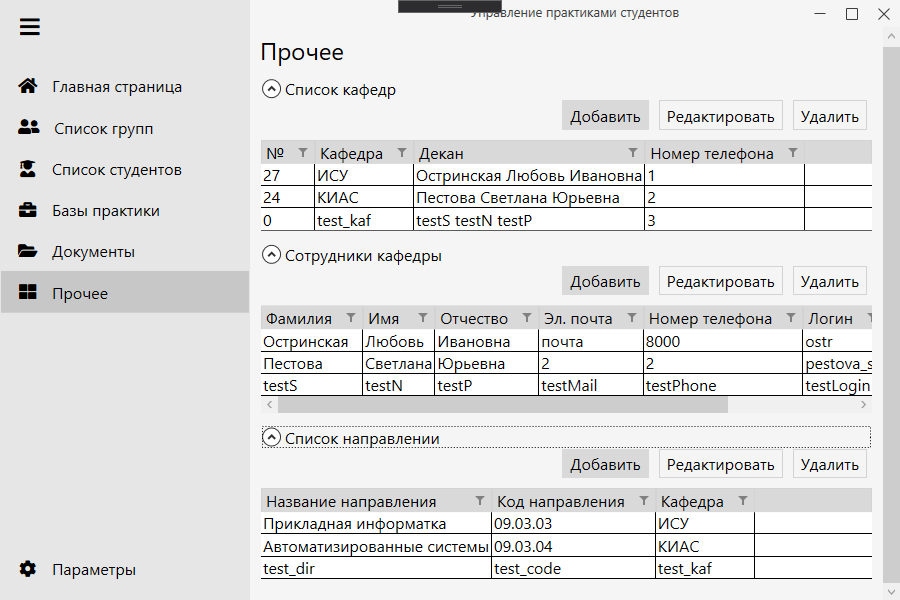 Управление практиками студентов
Главная страница
Список групп
Список студентов
Базы практики
Документы
Прочее
Параметры
Прочее
Список кафедр
Добавить Редактировать Удалить
№ Кафедра Декан Номер телефона
27 ИСУ Остринская Любовь Ивановна 1
24 КИАС Пестова Светлана Юрьевна 2
0 test_kaf testS testN testP 3
Сотрудники кафедры
Добавить Редактировать Удалить
Фамилия Имя Отчество Эл. почта Номер телефона Логин
Остринская Любовь Ивановна почта 8000 ostr
Пестова Светлана Юрьевна 2 2 pestova_s
testS testN testP testMail testPhone testLogin
Список направлении
Добавить Редактировать Удалить
Название направления Код направления Кафедра
Прикладная информатка 09.03.03 ИСУ
Автоматизированные системы 09.03.04 КИАС
test_dir test_code test_kaf